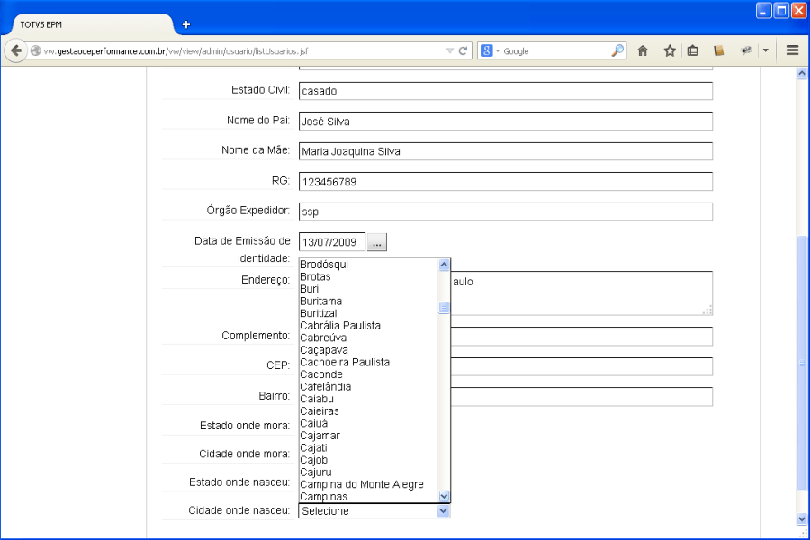 TOTVS EPM
vw.gestaoeperformance.com.br/vw/view/admin/usuario/listUsuarios.jsf
Google
Estado Civil: casado
Nome do Pai: José Silva
Nome da Mãe: Maria Joaquina Silva
RG: 123456789
Órgão Expedidor: ssp
Data de Emissão de 13/07/2009 ...
identidade:
Brodósqui
Endereço: Brotas aulo
Buri
Buritama
Buritizal
Cabrália Paulista
Complemento: Cabreúva
Caçapava
Cachoeira Paulista
CEP: Caconde
Cafelândia
Bairro: Caiabu
Caieiras
Estado onde mora: Caiuá
Cajamar
Cajati
Cidade onde mora: Cajob
Cajuru
Estado onde nasceu: Campina do Monte Alegre
Campinas
Cidade onde nasceu: Selecione